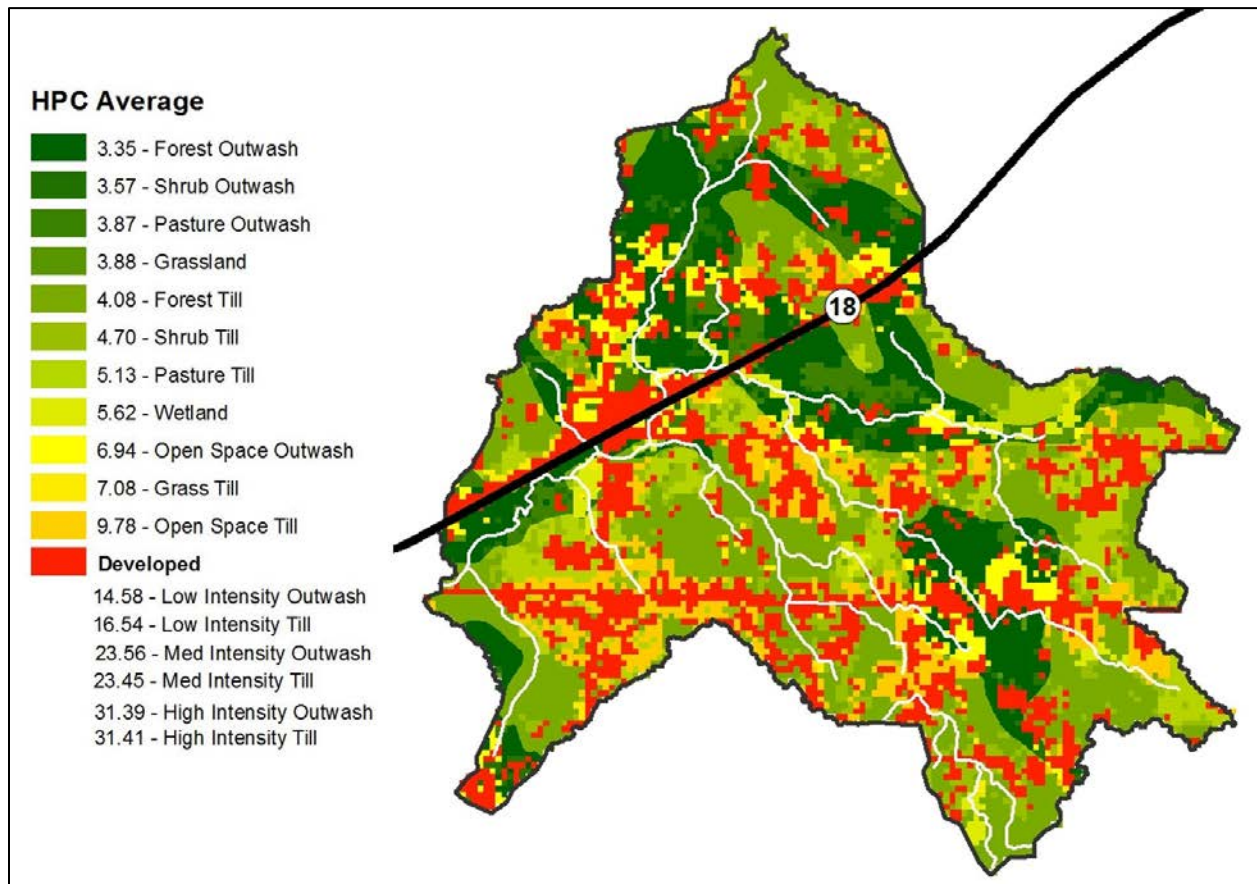 HPC Average
3.35 - Forest Outwash
3.57 - Shrub Outwash
3.87 - Pasture Outwash
3.88 - Grassland
4.08 - Forest Till
4.70 - Shrub Till
5.13 - Pasture Till
5.62 - Wetland
6.94 - Open Space Outwash
7.08 - Grass Till
9.78 - Open Space Till
Developed
14.58 - Low Intensity Outwash
16.54 - Low Intensity Till
23.56 - Med Intensity Outwash
23.45 - Med Intensity Till
31.39 - High Intensity Outwash
31.41 - High Intensity Till
18